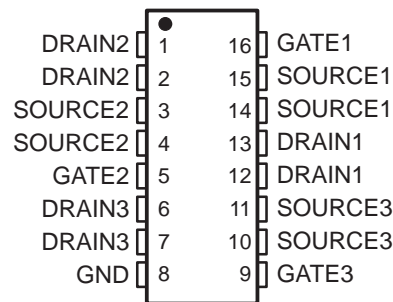 DRAIN2 1 16 GATE1
DRAIN2 2 15 SOURCE1
SOURCE2 3 14 SOURCE1
SOURCE2 4 13 DRAIN1
GATE2 5 12 DRAIN1
DRAIN3 6 11 SOURCE3
DRAIN3 7 10 SOURCE3
GND 8 9 GATE3